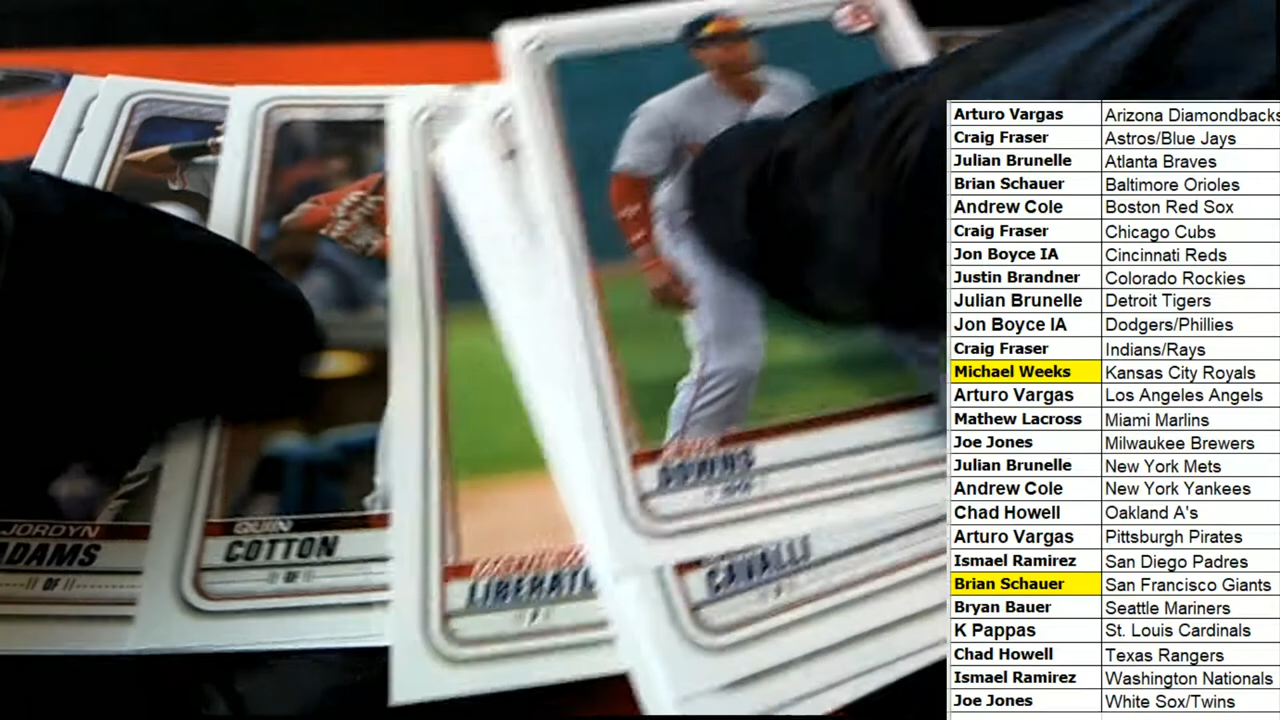 JORDYN
ADAMS
OF
QUIN
COTTON
OF
DOWNS
CAVALLI
Arturo Vargas Arizona Diamondbacks
Craig Fraser Astros/Blue Jays
Julian Brunelle Atlanta Braves
Brian Schauer Baltimore Orioles
Andrew Cole Boston Red Sox
Craig Fraser Chicago Cubs
Jon Boyce IA Cincinnati Reds
Justin Brandner Colorado Rockies
Julian Brunelle Detroit Tigers
Jon Boyce IA Dodgers/Phillies
Craig Fraser Indians/Rays
Michael Weeks Kansas City Royals
Arturo Vargas Los Angeles Angels
Mathew Lacross Miami Marlins
Joe Jones Milwaukee Brewers
Julian Brunelle New York Mets
Andrew Cole New York Yankees
Chad Howell Oakland A's
Arturo Vargas Pittsburgh Pirates
Ismael Ramirez San Diego Padres
Brian Schauer San Francisco Giants
Bryan Bauer Seattle Mariners
K Pappas St. Louis Cardinals
Chad Howell Texas Rangers
Ismael Ramirez Washington Nationals
Joe Jones White Sox/Twins